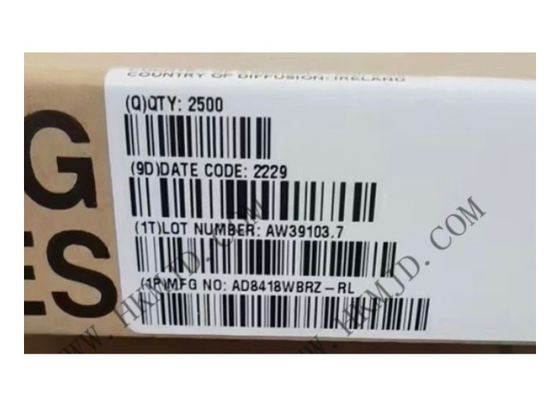 COUNTRY OF DIFFUSION: IRELAND
(Q)QTY: 2500
(9D)DATE CODE: 2229
(1T)LOT NUMBER: AW39103.7
(1P)MFG NO: AD8418WBRZ-RL
G
ES
WWW.HKMJD.COM
WWW.HKMJD.COM